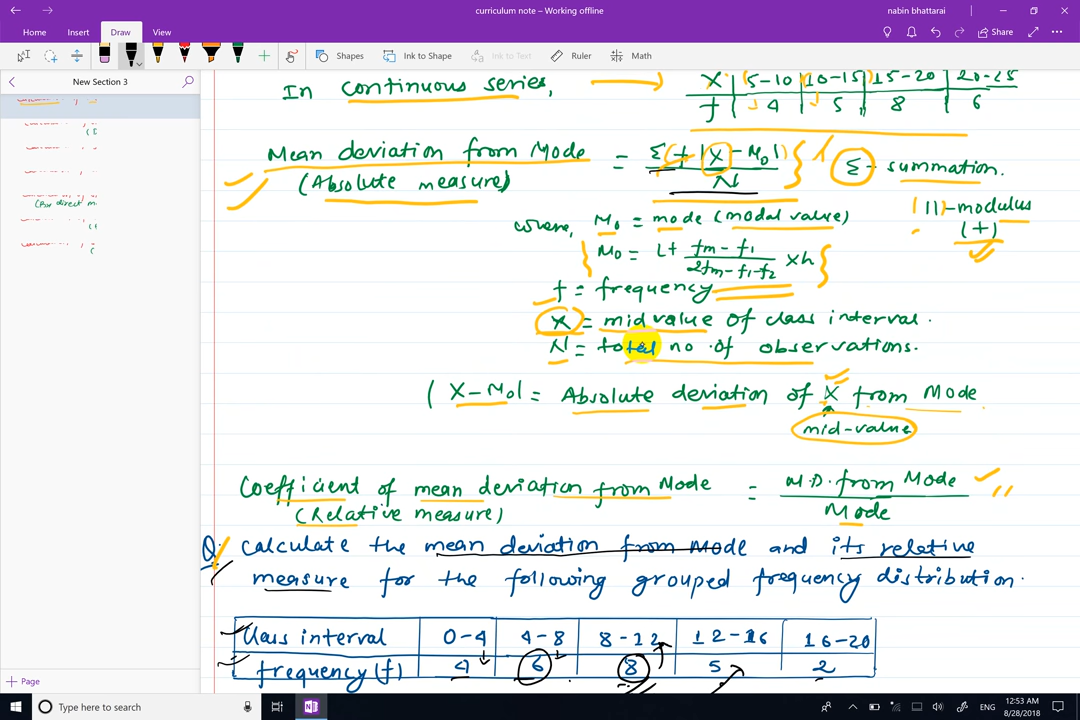 curriculum note – Working offline
nabin bhattarai
Home Insert Draw View
Share
Shapes Ink to Shape Ink to Text Ruler Math
New Section 3
In continuous series,
X 5-10 10-15 15-20 20-25
f 4 5 8 6
Mean deviation from Mode = Σ f |X - Mo| / N
(Absolute measure)
Σ - summation.
|| - modulus
(+)
where, Mo = mode (modal value)
Mo = L + fm - f1 / 2fm - f1 - f2 × h
f = frequency
X = mid value of class interval.
N = total no. of observations.
|X - Mo| = Absolute deviation of X from Mode
mid-value
Coefficient of mean deviation from Mode = M.D. from Mode / Mode
(Relative measure)
Q. Calculate the mean deviation from Mode and its relative
measure for the following grouped frequency distribution.
Class interval 0-4 4-8 8-12 12-16 16-20
frequency (f) 4 6 8 5 2
Page
Type here to search
ENG
12:53 AM
8/28/2018